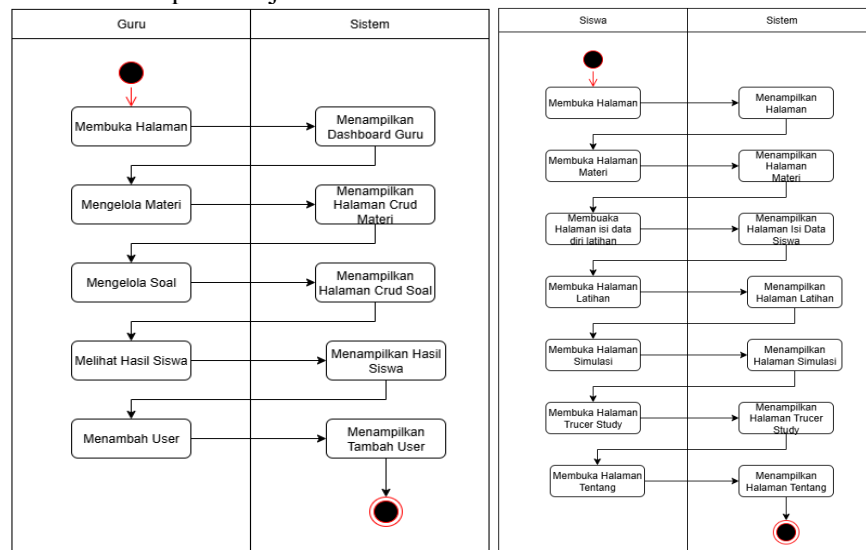 Guru
Sistem
Membuka Halaman
Menampilkan
Dashboard Guru
Mengelola Materi
Menampilkan
Halaman Crud
Materi
Mengelola Soal
Menampilkan
Halaman Crud Soal
Melihat Hasil Siswa
Menampilkan Hasil
Siswa
Menambah User
Menampilkan
Tambah User
Siswa
Sistem
Membuka Halaman
Menampilkan
Halaman
Membuka Halaman
Materi
Menampilkan
Halaman
Materi
Membuaka
Halaman isi data
diri latihan
Menampilkan
Halaman Isi Data
Siswa
Membuka Halaman
Latihan
Menampilkan
Halaman Latihan
Membuka Halaman
Simulasi
Menampilkan
Halaman Simulasi
Membuka Halaman
Trucer Study
Menampilkan
Halaman Trucer
Study
Membuka Halaman
Tentang
Menampilkan
Halaman Tentang